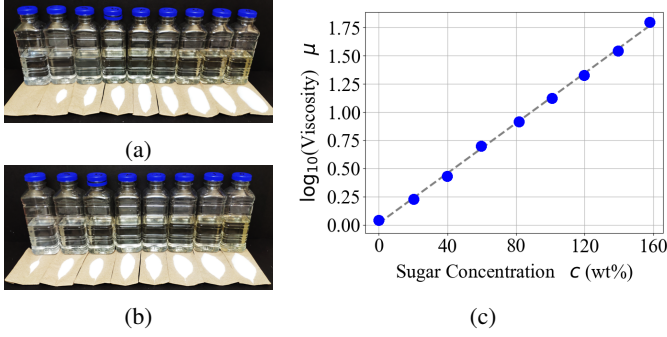 (a)
(b)
log₁₀(Viscosity) μ
1.75
1.50
1.25
1.00
0.75
0.50
0.25
0.00
0 40 80 120 160
Sugar Concentration c (wt%)
(c)